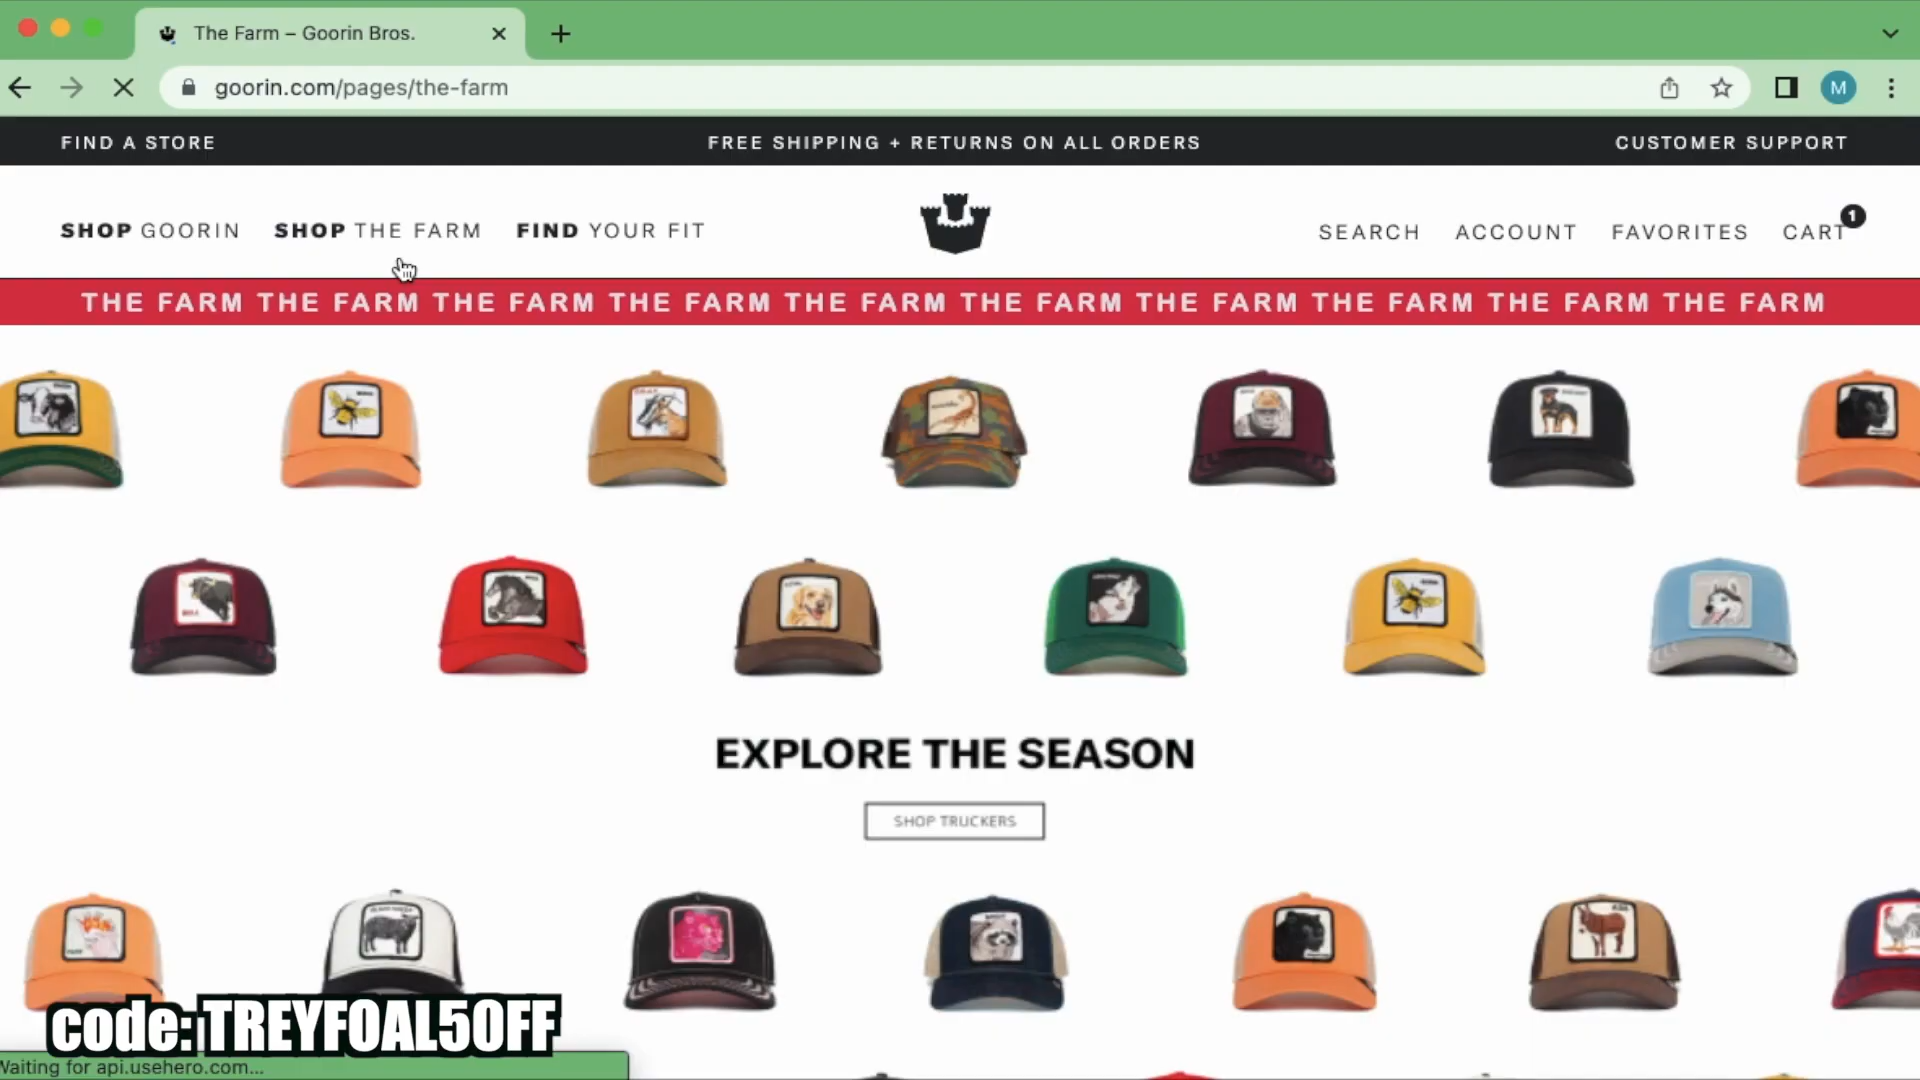 The Farm – Goorin Bros.
goorin.com/pages/the-farm
M
FIND A STORE
FREE SHIPPING + RETURNS ON ALL ORDERS
CUSTOMER SUPPORT
SHOP GOORIN
SHOP THE FARM
FIND YOUR FIT
SEARCH
ACCOUNT
FAVORITES
CART
1
THE FARM THE FARM THE FARM THE FARM THE FARM THE FARM THE FARM THE FARM THE FARM THE FARM
EXPLORE THE SEASON
SHOP TRUCKERS
code: TREYFOAL5OFF
Waiting for api.usehero.com...